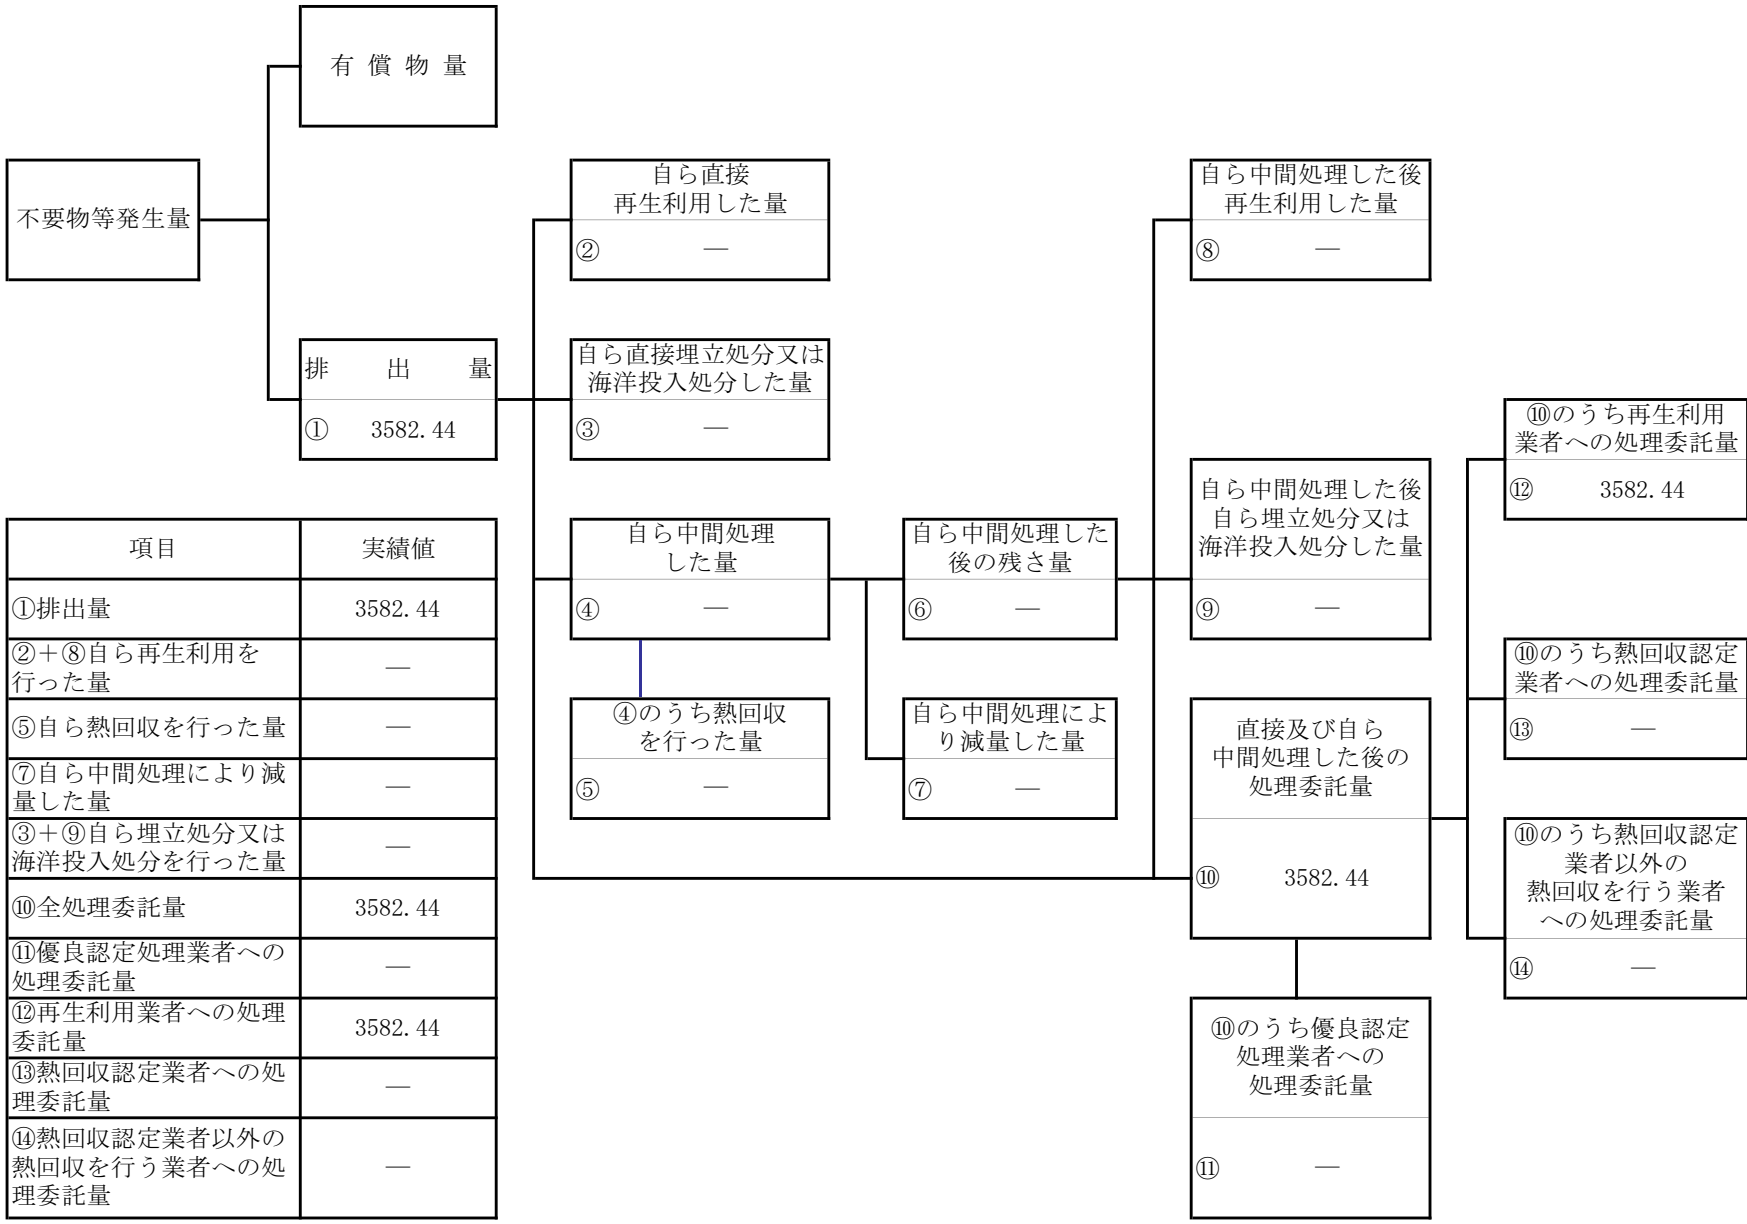 有 償 物 量
不要物等発生量
排 出 量
① 3582.44
自ら直接
再生利用した量
② ―
自ら直接埋立処分又は
海洋投入処分した量
③ ―
自ら中間処理
した量
④ ―
④のうち熱回収
を行った量
⑤ ―
自ら中間処理した
後の残さ量
⑥ ―
自ら中間処理によ
り減量した量
⑦ ―
自ら中間処理した後
再生利用した量
⑧ ―
自ら中間処理した後
自ら埋立処分又は
海洋投入処分した量
⑨ ―
直接及び自ら
中間処理した後の
処理委託量
⑩ 3582.44
⑩のうち優良認定
処理業者への
処理委託量
⑪ ―
⑩のうち再生利用
業者への処理委託量
⑫ 3582.44
⑩のうち熱回収認定
業者への処理委託量
⑬ ―
⑩のうち熱回収認定
業者以外の
熱回収を行う業者
への処理委託量
⑭ ―
項目 実績値
①排出量 3582.44
②＋⑧自ら再生利用を
行った量 ―
⑤自ら熱回収を行った量 ―
⑦自ら中間処理により減
量した量 ―
③＋⑨自ら埋立処分又は
海洋投入処分を行った量 ―
⑩全処理委託量 3582.44
⑪優良認定処理業者への
処理委託量 ―
⑫再生利用業者への処理
委託量 3582.44
⑬熱回収認定業者への処
理委託量 ―
⑭熱回収認定業者以外の
熱回収を行う業者への処
理委託量 ―